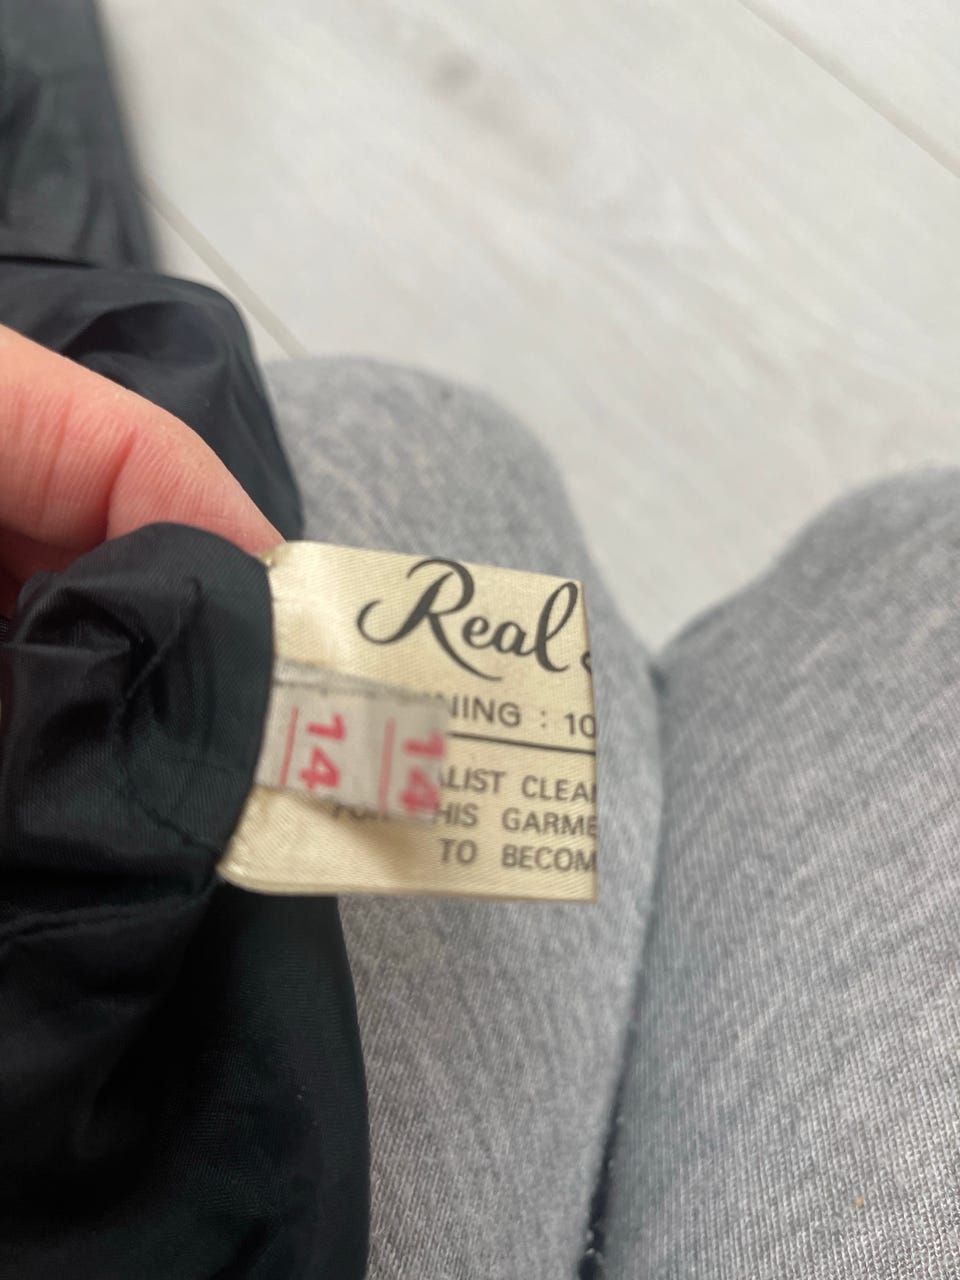 Real
NING : 10
ALIST CLEA
HIS GARME
TO BECOM
14
14